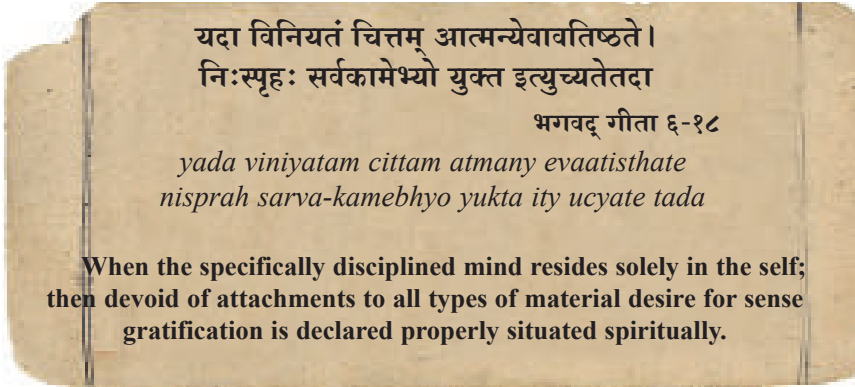 यदा विनियतं चित्तम् आत्मन्येवावतिष्ठते।
निःस्पृहः सर्वकामेभ्यो युक्त इत्युच्यतेतदा
भगवद् गीता ६-१८
yada viniyatam cittam atmany evaatisthate
nisprah sarva-kamebhyo yukta ity ucyate tada
When the specifically disciplined mind resides solely in the self;
then devoid of attachments to all types of material desire for sense
gratification is declared properly situated spiritually.